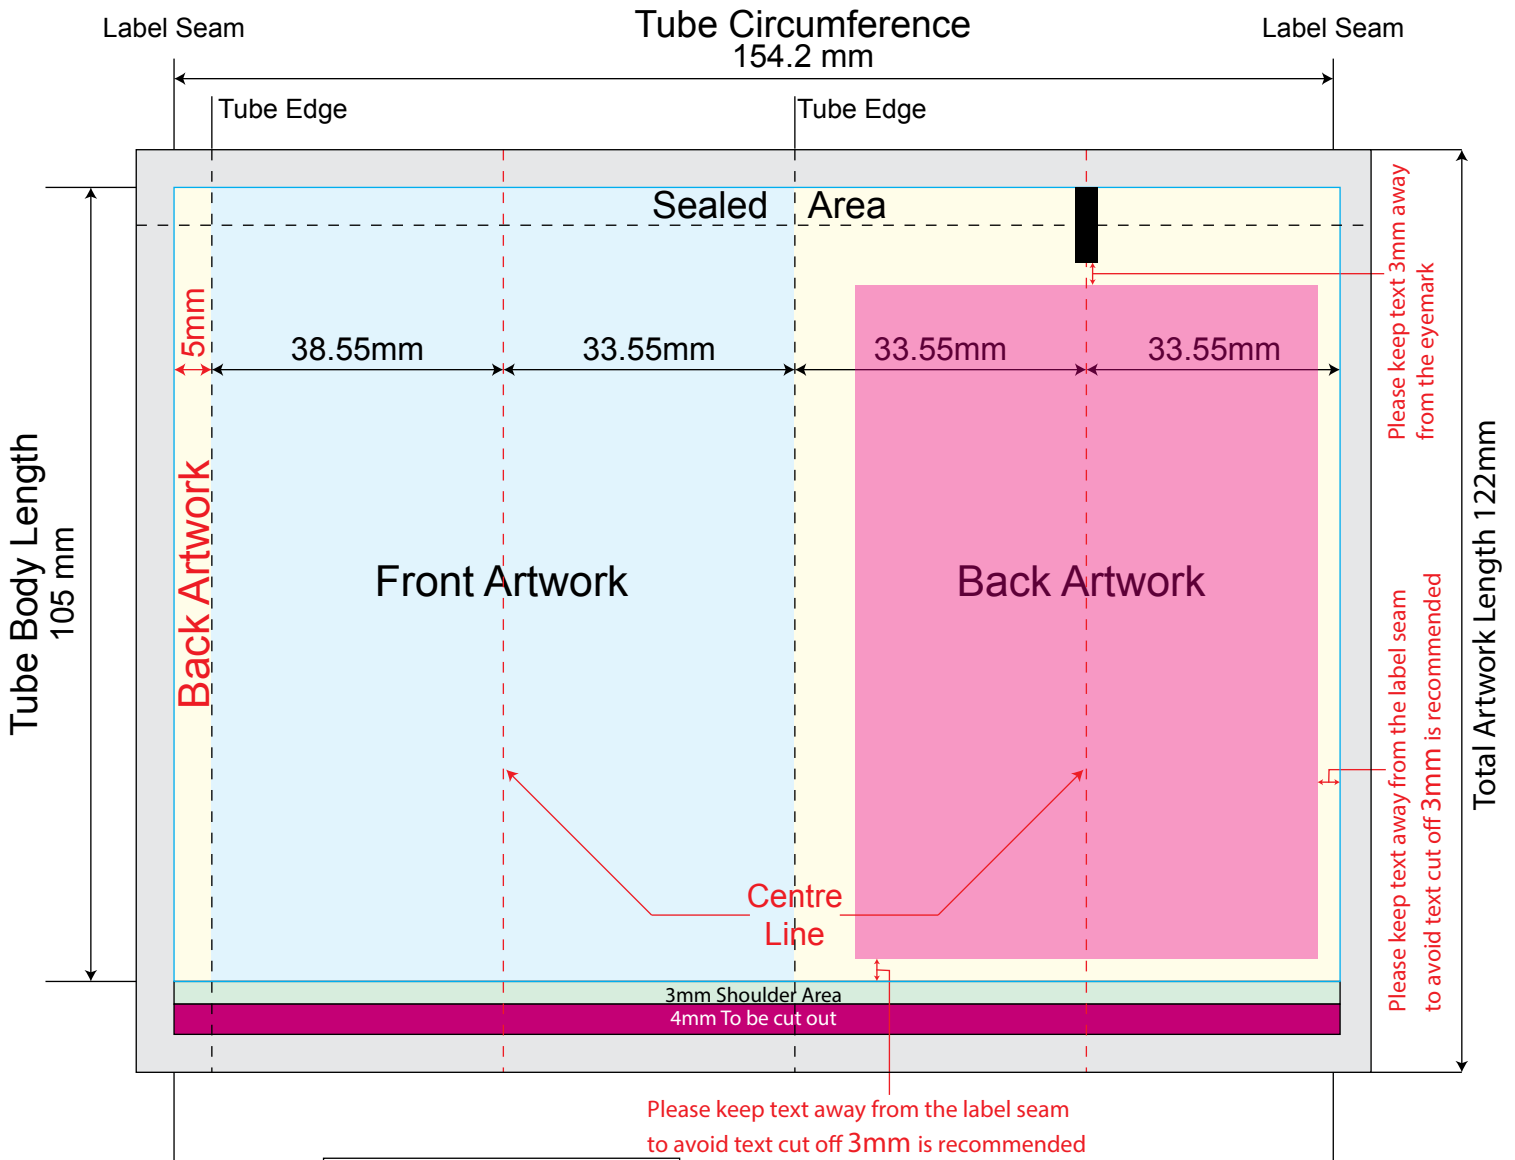 Label Seam
Tube Circumference
154.2 mm
Label Seam
Tube Edge
Tube Edge
Sealed Area
Please keep text 3mm away
from the eyemark
5mm
38.55mm
33.55mm
33.55mm
33.55mm
Tube Body Length
105 mm
Back Artwork
Front Artwork
Back Artwork
Total Artwork Length 122mm
Please keep text away from the label seam
to avoid text cut off 3mm is recommended
Centre
Line
3mm Shoulder Area
4mm To be cut out
Please keep text away from the label seam
to avoid text cut off 3mm is recommended